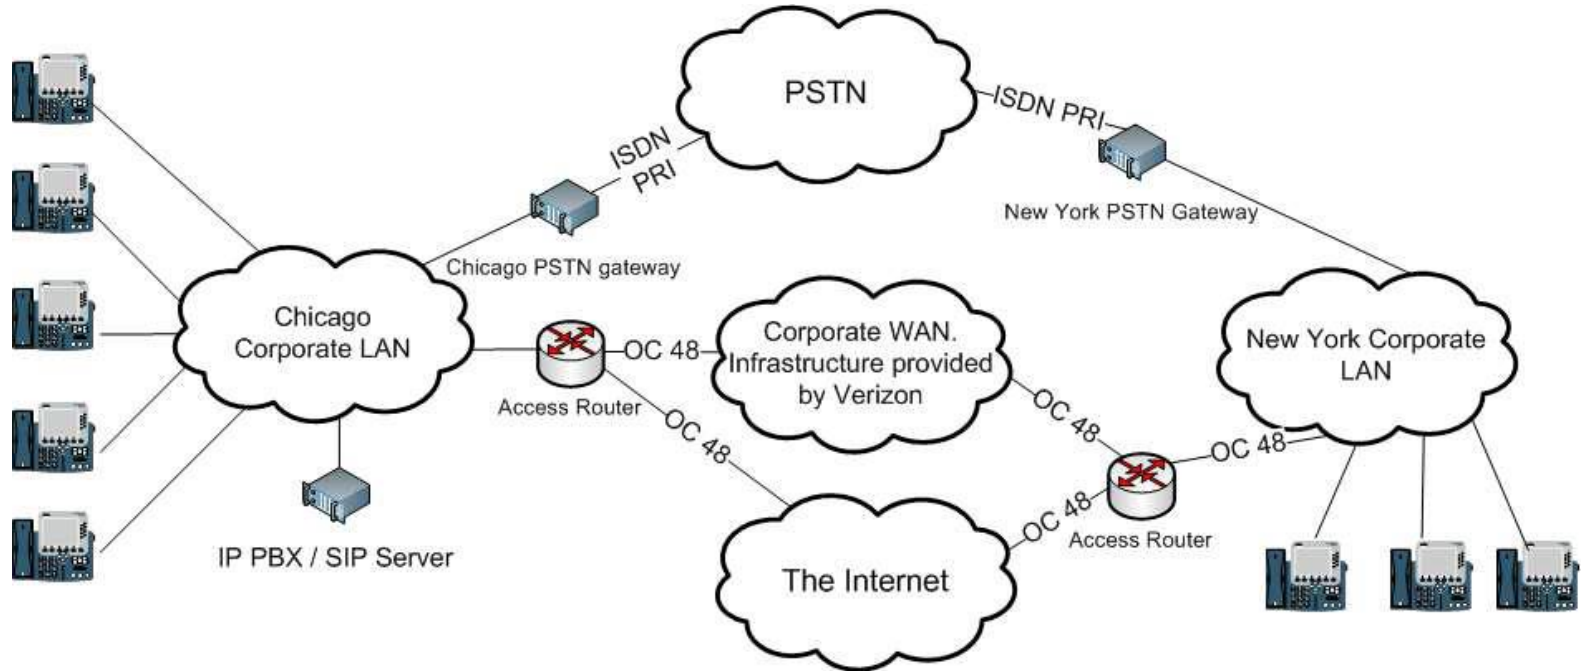 PSTN
ISDN PRI
ISDN
PRI
New York PSTN Gateway
Chicago PSTN gateway
Chicago
Corporate LAN
OC 48
Corporate WAN.
Infrastructure provided
by Verizon
New York Corporate
LAN
Access Router
OC 48
OC 48
OC 48
OC 48
Access Router
IP PBX / SIP Server
The Internet